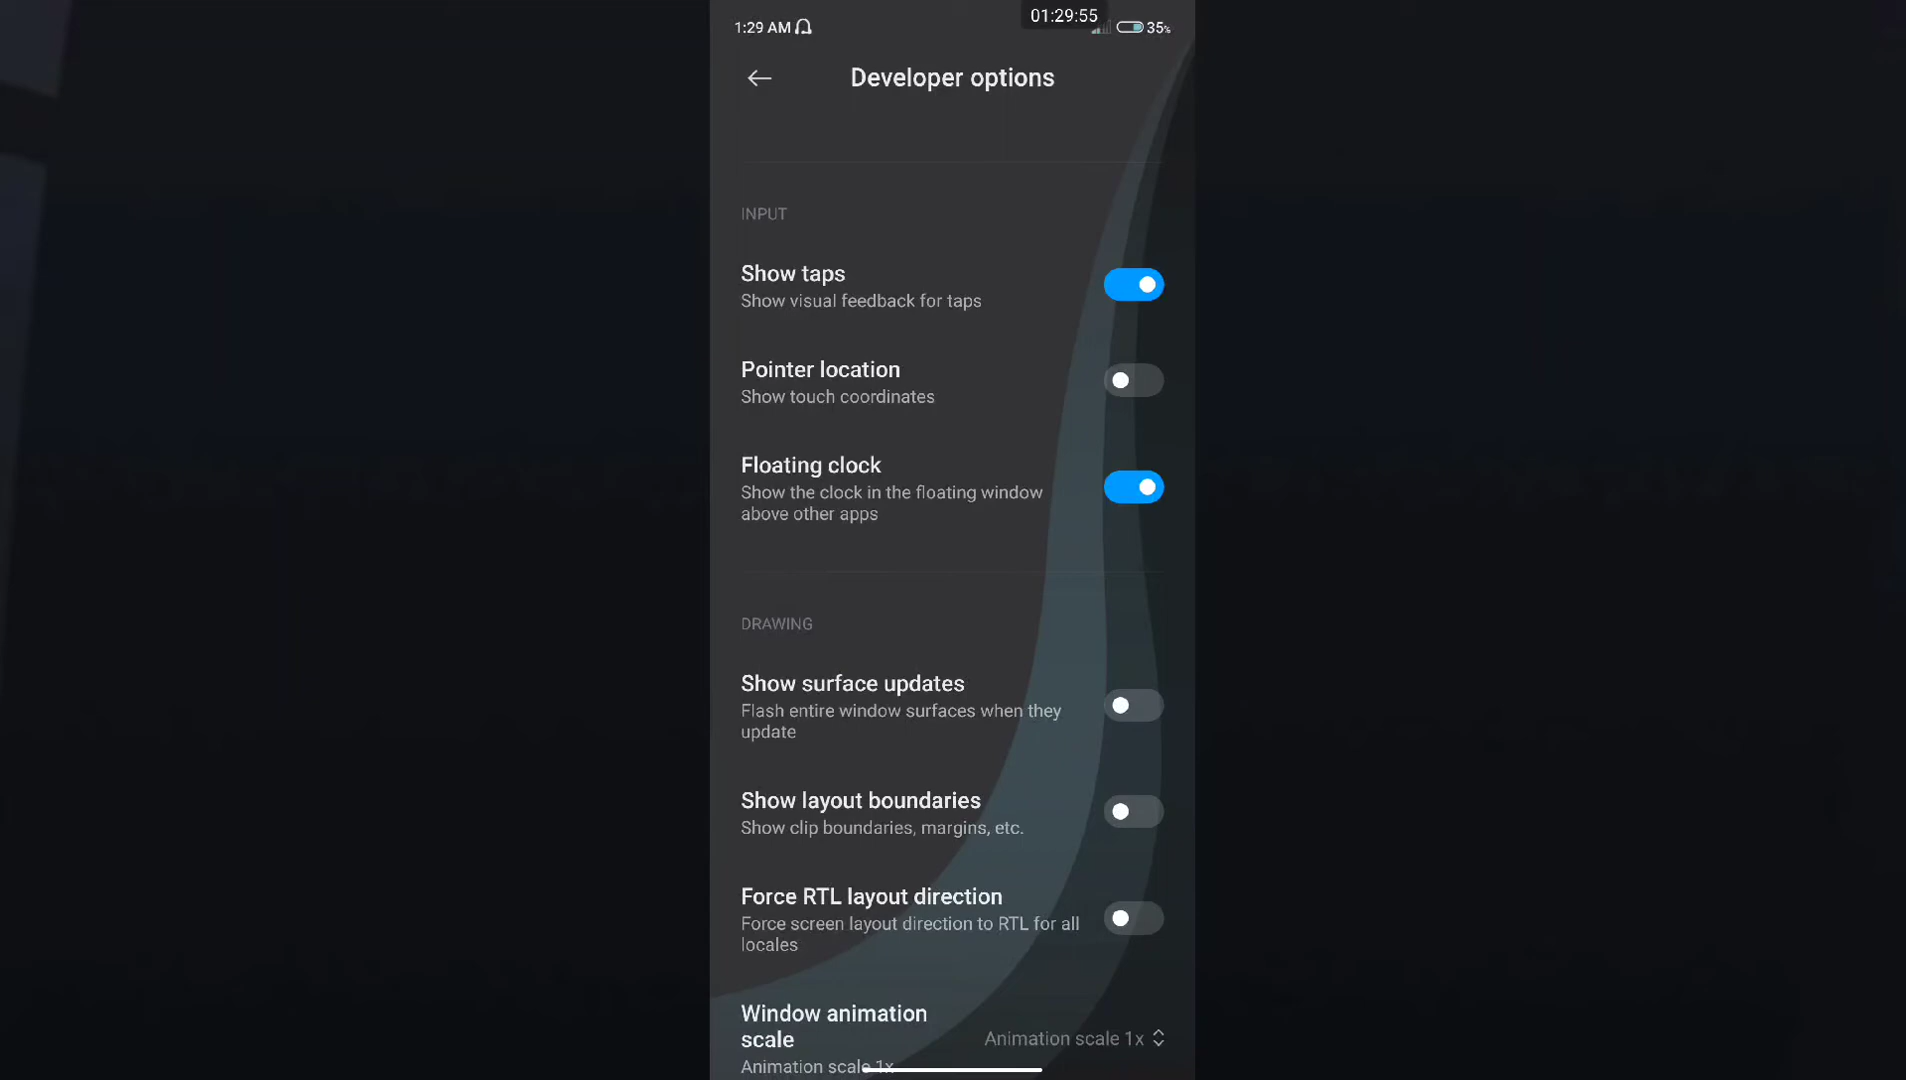 01:29:55
1:29 AM
35%
Developer options
INPUT
Show taps
Show visual feedback for taps
Pointer location
Show touch coordinates
Floating clock
Show the clock in the floating window
above other apps
DRAWING
Show surface updates
Flash entire window surfaces when they
update
Show layout boundaries
Show clip boundaries, margins, etc.
Force RTL layout direction
Force screen layout direction to RTL for all
locales
Window animation
scale
Animation scale 1x
Animation scale 1x